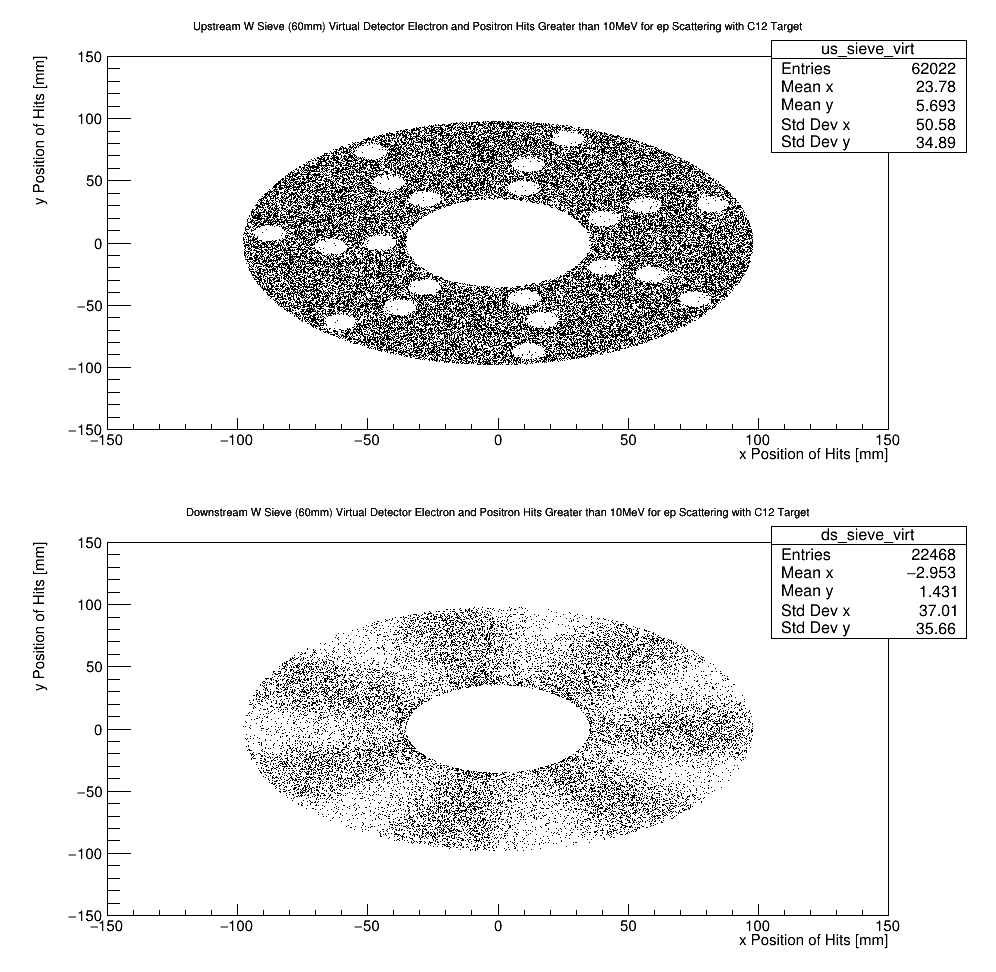 Upstream W Sieve (60mm) Virtual Detector Electron and Positron Hits Greater than 10MeV for ep Scattering with C12 Target
us_sieve_virt
Entries 62022
Mean x 23.78
Mean y 5.693
Std Dev x 50.58
Std Dev y 34.89
y Position of Hits [mm]
150
100
50
0
−50
−100
−150
−150 −100 −50 0 50 100 150
x Position of Hits [mm]
Downstream W Sieve (60mm) Virtual Detector Electron and Positron Hits Greater than 10MeV for ep Scattering with C12 Target
ds_sieve_virt
Entries 22468
Mean x −2.953
Mean y 1.431
Std Dev x 37.01
Std Dev y 35.66
y Position of Hits [mm]
150
100
50
0
−50
−100
−150
−150 −100 −50 0 50 100 150
x Position of Hits [mm]